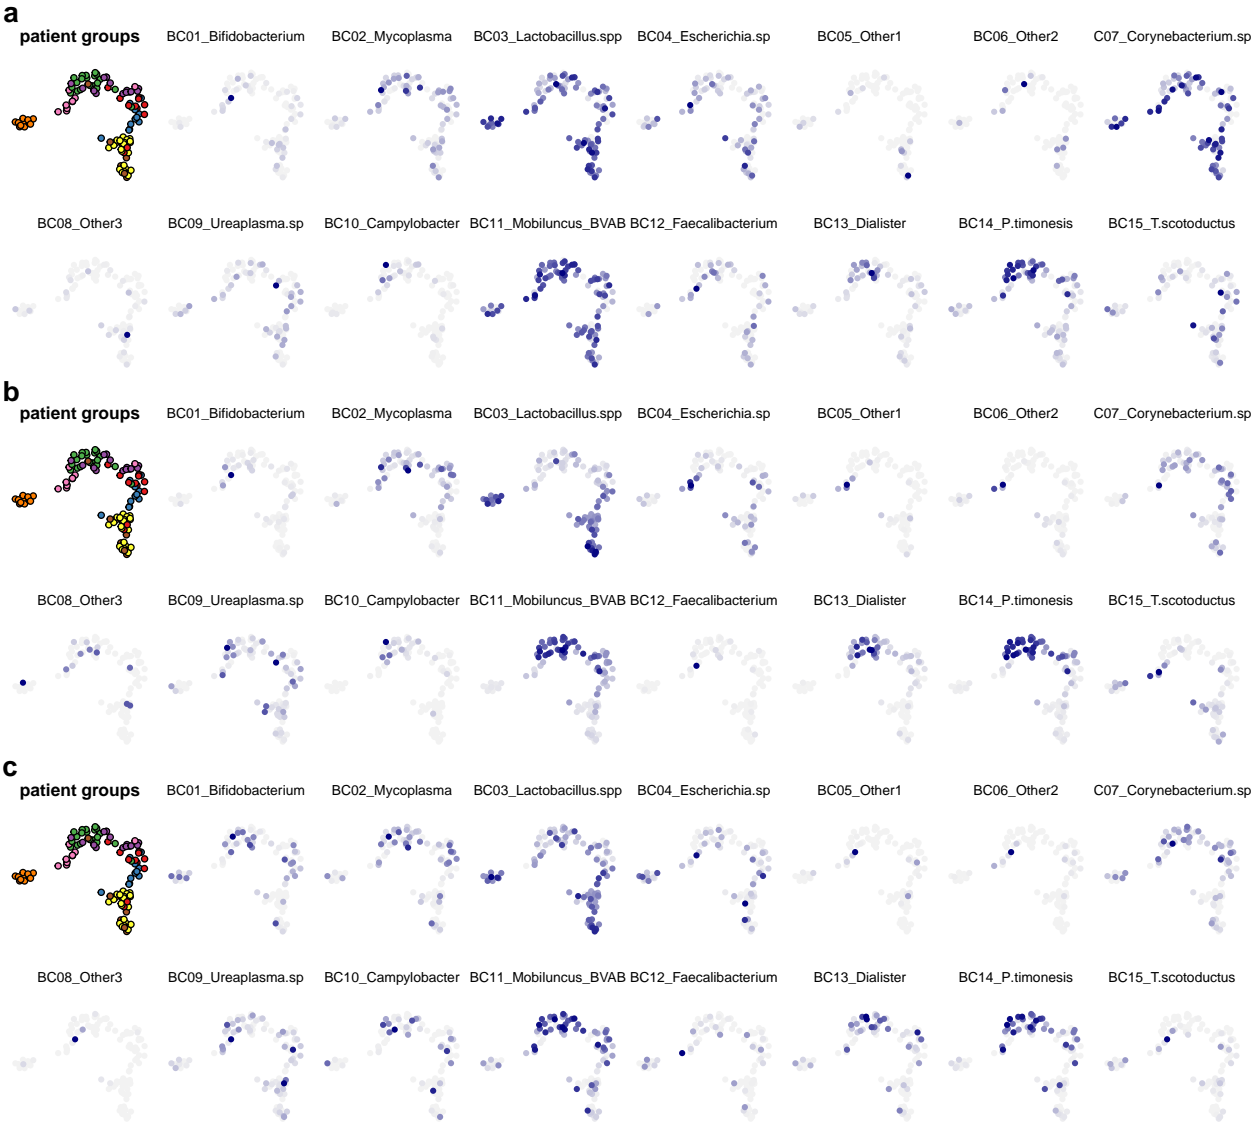 a
patient groups BC01_Bifidobacterium BC02_Mycoplasma BC03_Lactobacillus.spp BC04_Escherichia.sp BC05_Other1 BC06_Other2 C07_Corynebacterium.sp
BC08_Other3 BC09_Ureaplasma.sp BC10_Campylobacter BC11_Mobiluncus_BVAB BC12_Faecalibacterium BC13_Dialister BC14_P.timonesis BC15_T.scotoductus
b
patient groups BC01_Bifidobacterium BC02_Mycoplasma BC03_Lactobacillus.spp BC04_Escherichia.sp BC05_Other1 BC06_Other2 C07_Corynebacterium.sp
BC08_Other3 BC09_Ureaplasma.sp BC10_Campylobacter BC11_Mobiluncus_BVAB BC12_Faecalibacterium BC13_Dialister BC14_P.timonesis BC15_T.scotoductus
c
patient groups BC01_Bifidobacterium BC02_Mycoplasma BC03_Lactobacillus.spp BC04_Escherichia.sp BC05_Other1 BC06_Other2 C07_Corynebacterium.sp
BC08_Other3 BC09_Ureaplasma.sp BC10_Campylobacter BC11_Mobiluncus_BVAB BC12_Faecalibacterium BC13_Dialister BC14_P.timonesis BC15_T.scotoductus